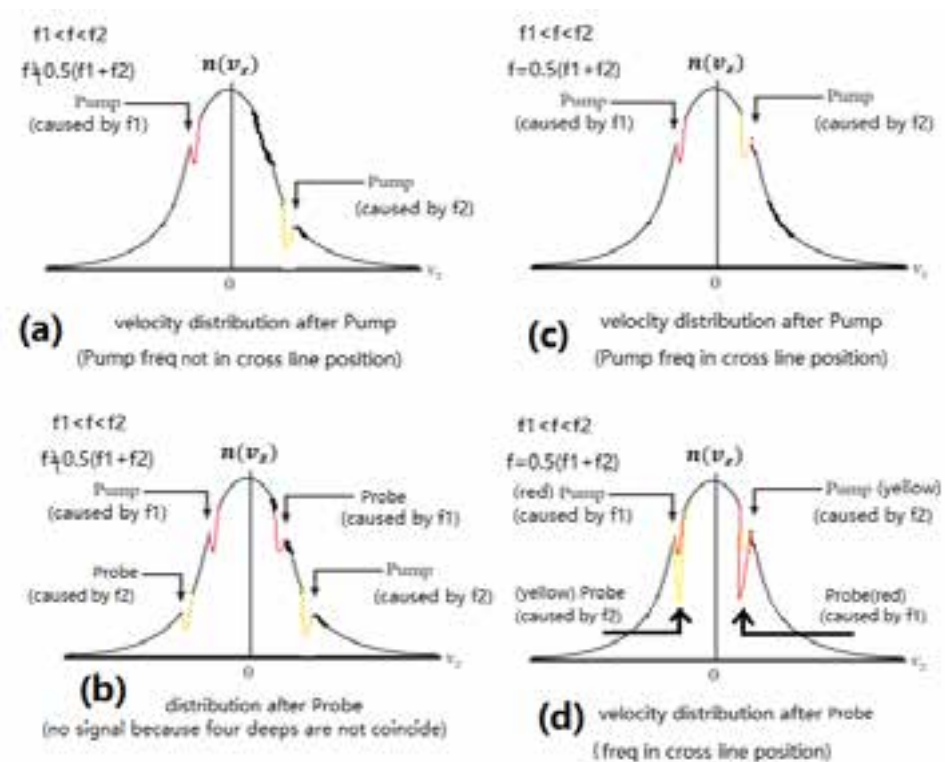 f1<f<f2
f≠0.5(f1+f2)
n(vz)
Pump
(caused by f1)
Pump
(caused by f2)
0
vz
(a)
velocity distribution after Pump
(Pump freq not in cross line position)
f1<f<f2
f=0.5(f1+f2)
n(vz)
Pump
(caused by f1)
Pump
(caused by f2)
0
vz
(c)
velocity distribution after Pump
(Pump freq in cross line position)
f1<f<f2
f≠0.5(f1+f2)
n(vz)
Pump
(caused by f1)
Probe
(caused by f1)
Probe
(caused by f2)
Pump
(caused by f2)
0
vz
(b)
distribution after Probe
(no signal because four deeps are not coincide)
f1<f<f2
f=0.5(f1+f2)
n(vz)
(red) Pump
(caused by f1)
Pump (yellow)
(caused by f2)
(yellow) Probe
(caused by f2)
Probe(red)
(caused by f1)
0
vz
(d)
velocity distribution after Probe
(freq in cross line position)